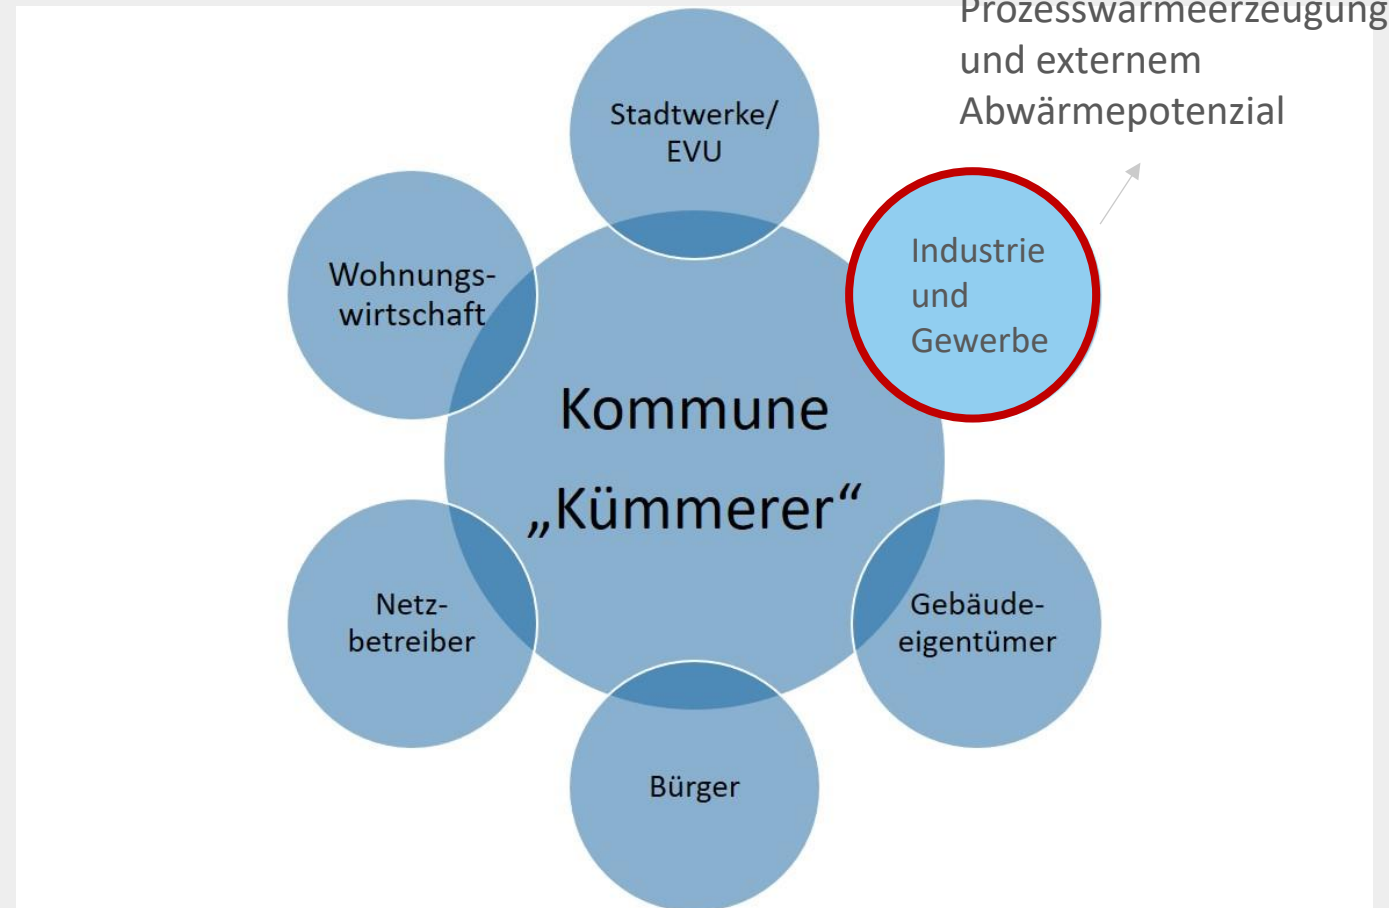 Prozesswärmeerzeugung
und externem
Abwärmepotenzial
Stadtwerke/
EVU
Industrie
und
Gewerbe
Wohnungs-
wirtschaft
Kommune
„Kümmerer“
Netz-
betreiber
Gebäude-
eigentümer
Bürger